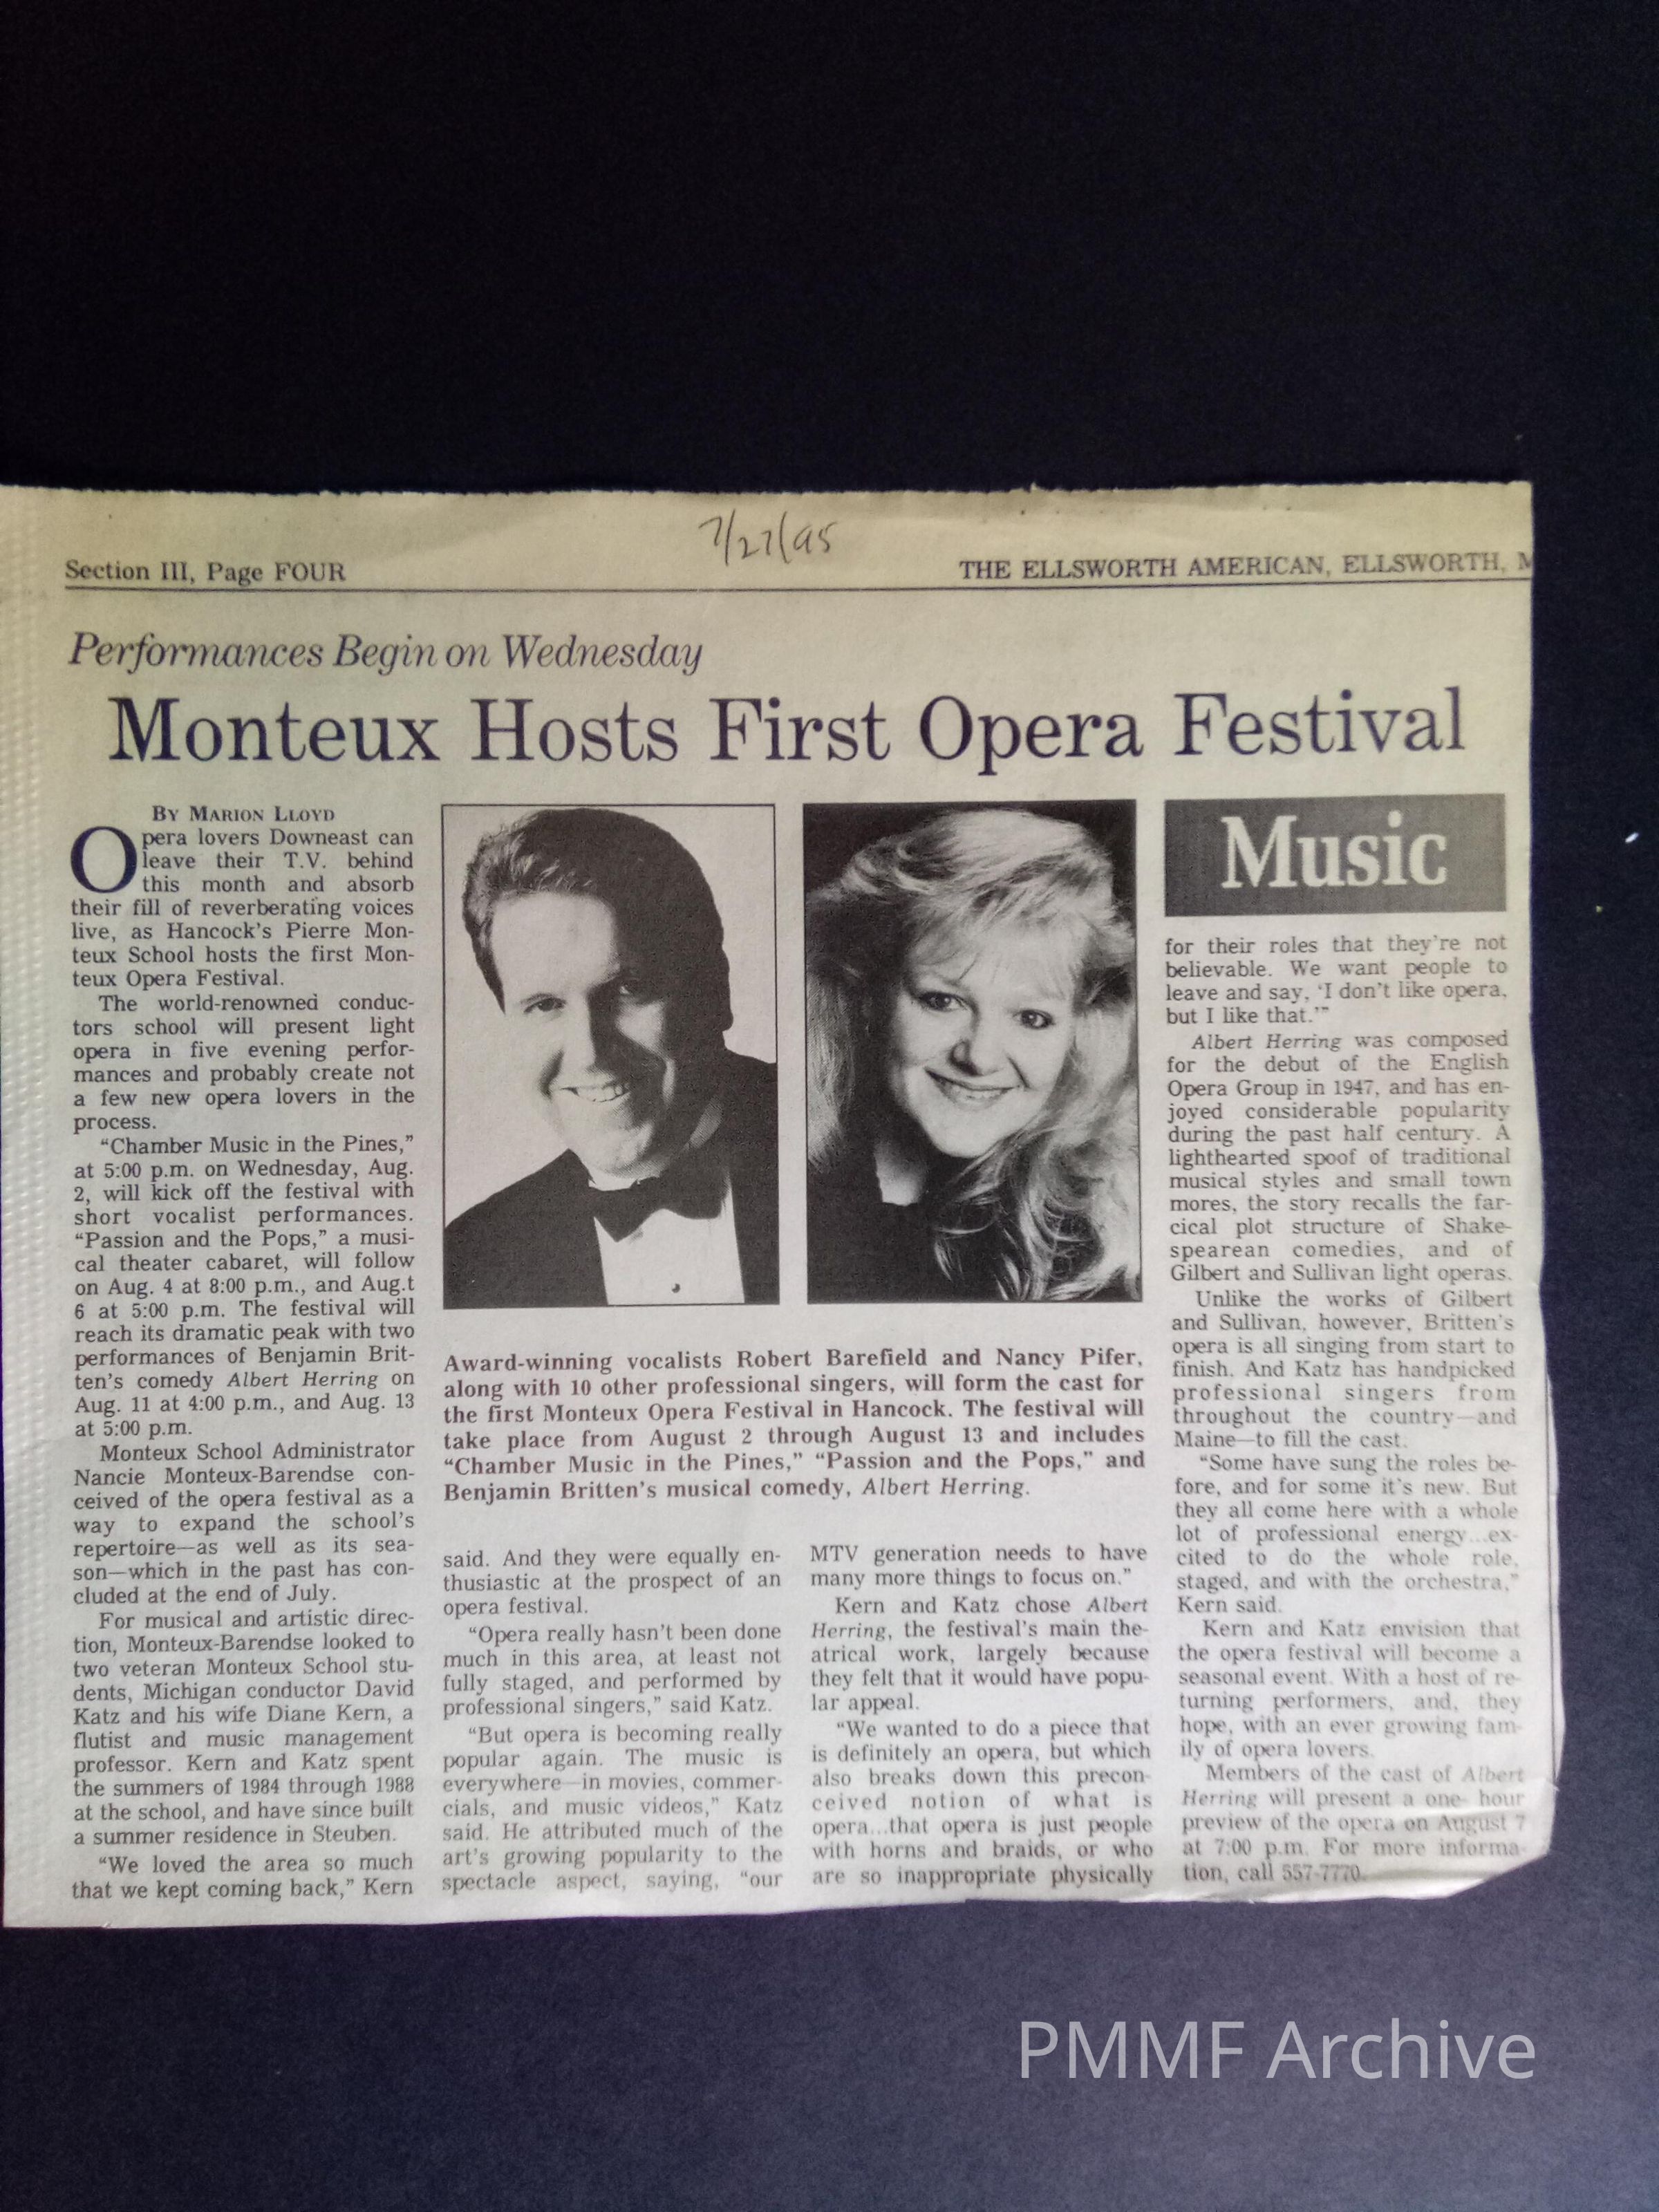 7/27/95
Section III, Page FOUR
THE ELLSWORTH AMERICAN, ELLSWORTH,
Performances Begin on Wednesday
Monteux Hosts First Opera Festival
BY MARION LLOYD
Opera lovers Downeast can
leave their T.V. behind
this month and absorb
their fill of reverberating voices
live, as Hancock's Pierre Mon-
teux School hosts the first Mon-
teux Opera Festival.
The world-renowned conduc-
tors school will present light
opera in five evening perfor-
mances and probably create not
a few new opera lovers in the
process.
"Chamber Music in the Pines,"
at 5:00 p.m. on Wednesday, Aug.
2, will kick off the festival with
short vocalist performances.
"Passion and the Pops," a musi-
cal theater cabaret, will follow
on Aug. 4 at 8:00 p.m., and Aug.t
6 at 5:00 p.m. The festival will
reach its dramatic peak with two
performances of Benjamin Brit-
ten's comedy Albert Herring on
Aug. 11 at 4:00 p.m., and Aug. 13
at 5:00 p.m.
Monteux School Administrator
Nancie Monteux-Barendse con-
ceived of the opera festival as a
way to expand the school's
repertoire—as well as its sea-
son—which in the past has con-
cluded at the end of July.
For musical and artistic direc-
tion, Monteux-Barendse looked to
two veteran Monteux School stu-
dents, Michigan conductor David
Katz and his wife Diane Kern, a
flutist and music management
professor. Kern and Katz spent
the summers of 1984 through 1988
at the school, and have since built
a summer residence in Steuben.
"We loved the area so much
that we kept coming back," Kern
Award-winning vocalists Robert Barefield and Nancy Pifer,
along with 10 other professional singers, will form the cast for
the first Monteux Opera Festival in Hancock. The festival will
take place from August 2 through August 13 and includes
"Chamber Music in the Pines," "Passion and the Pops," and
Benjamin Britten's musical comedy, Albert Herring.
said. And they were equally en-
thusiastic at the prospect of an
opera festival.
"Opera really hasn't been done
much in this area, at least not
fully staged, and performed by
professional singers," said Katz.
"But opera is becoming really
popular again. The music is
everywhere—in movies, commer-
cials, and music videos," Katz
said. He attributed much of the
art's growing popularity to the
spectacle aspect, saying, "our
MTV generation needs to have
many more things to focus on."
Kern and Katz chose Albert
Herring, the festival's main the-
atrical work, largely because
they felt that it would have popu-
lar appeal.
"We wanted to do a piece that
is definitely an opera, but which
also breaks down this precon-
ceived notion of what is
opera...that opera is just people
with horns and braids, or who
are so inappropriate physically
Music
for their roles that they're not
believable. We want people to
leave and say, 'I don't like opera,
but I like that.'"
Albert Herring was composed
for the debut of the English
Opera Group in 1947, and has en-
joyed considerable popularity
during the past half century. A
lighthearted spoof of traditional
musical styles and small town
mores, the story recalls the far-
cical plot structure of Shake-
spearean comedies, and of
Gilbert and Sullivan light operas.
Unlike the works of Gilbert
and Sullivan, however, Britten's
opera is all singing from start to
finish. And Katz has handpicked
professional singers from
throughout the country—and
Maine—to fill the cast.
"Some have sung the roles be-
fore, and for some it's new. But
they all come here with a whole
lot of professional energy...ex-
cited to do the whole role,
staged, and with the orchestra,"
Kern said.
Kern and Katz envision that
the opera festival will become a
seasonal event. With a host of re-
turning performers, and, they
hope, with an ever growing fam-
ily of opera lovers.
Members of the cast of Albert
Herring will present a one-hour
preview of the opera on August 7
at 7:00 p.m. For more informa-
tion, call 557-7770.
PMMF Archive